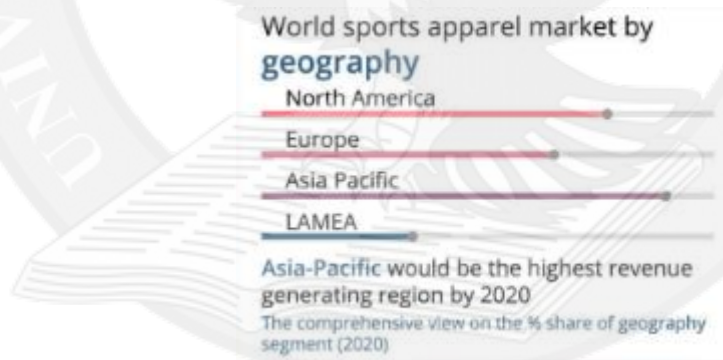 World sports apparel market by
geography
North America
Europe
Asia Pacific
LAMEA
Asia-Pacific would be the highest revenue
generating region by 2020
The comprehensive view on the % share of geography
segment (2020)